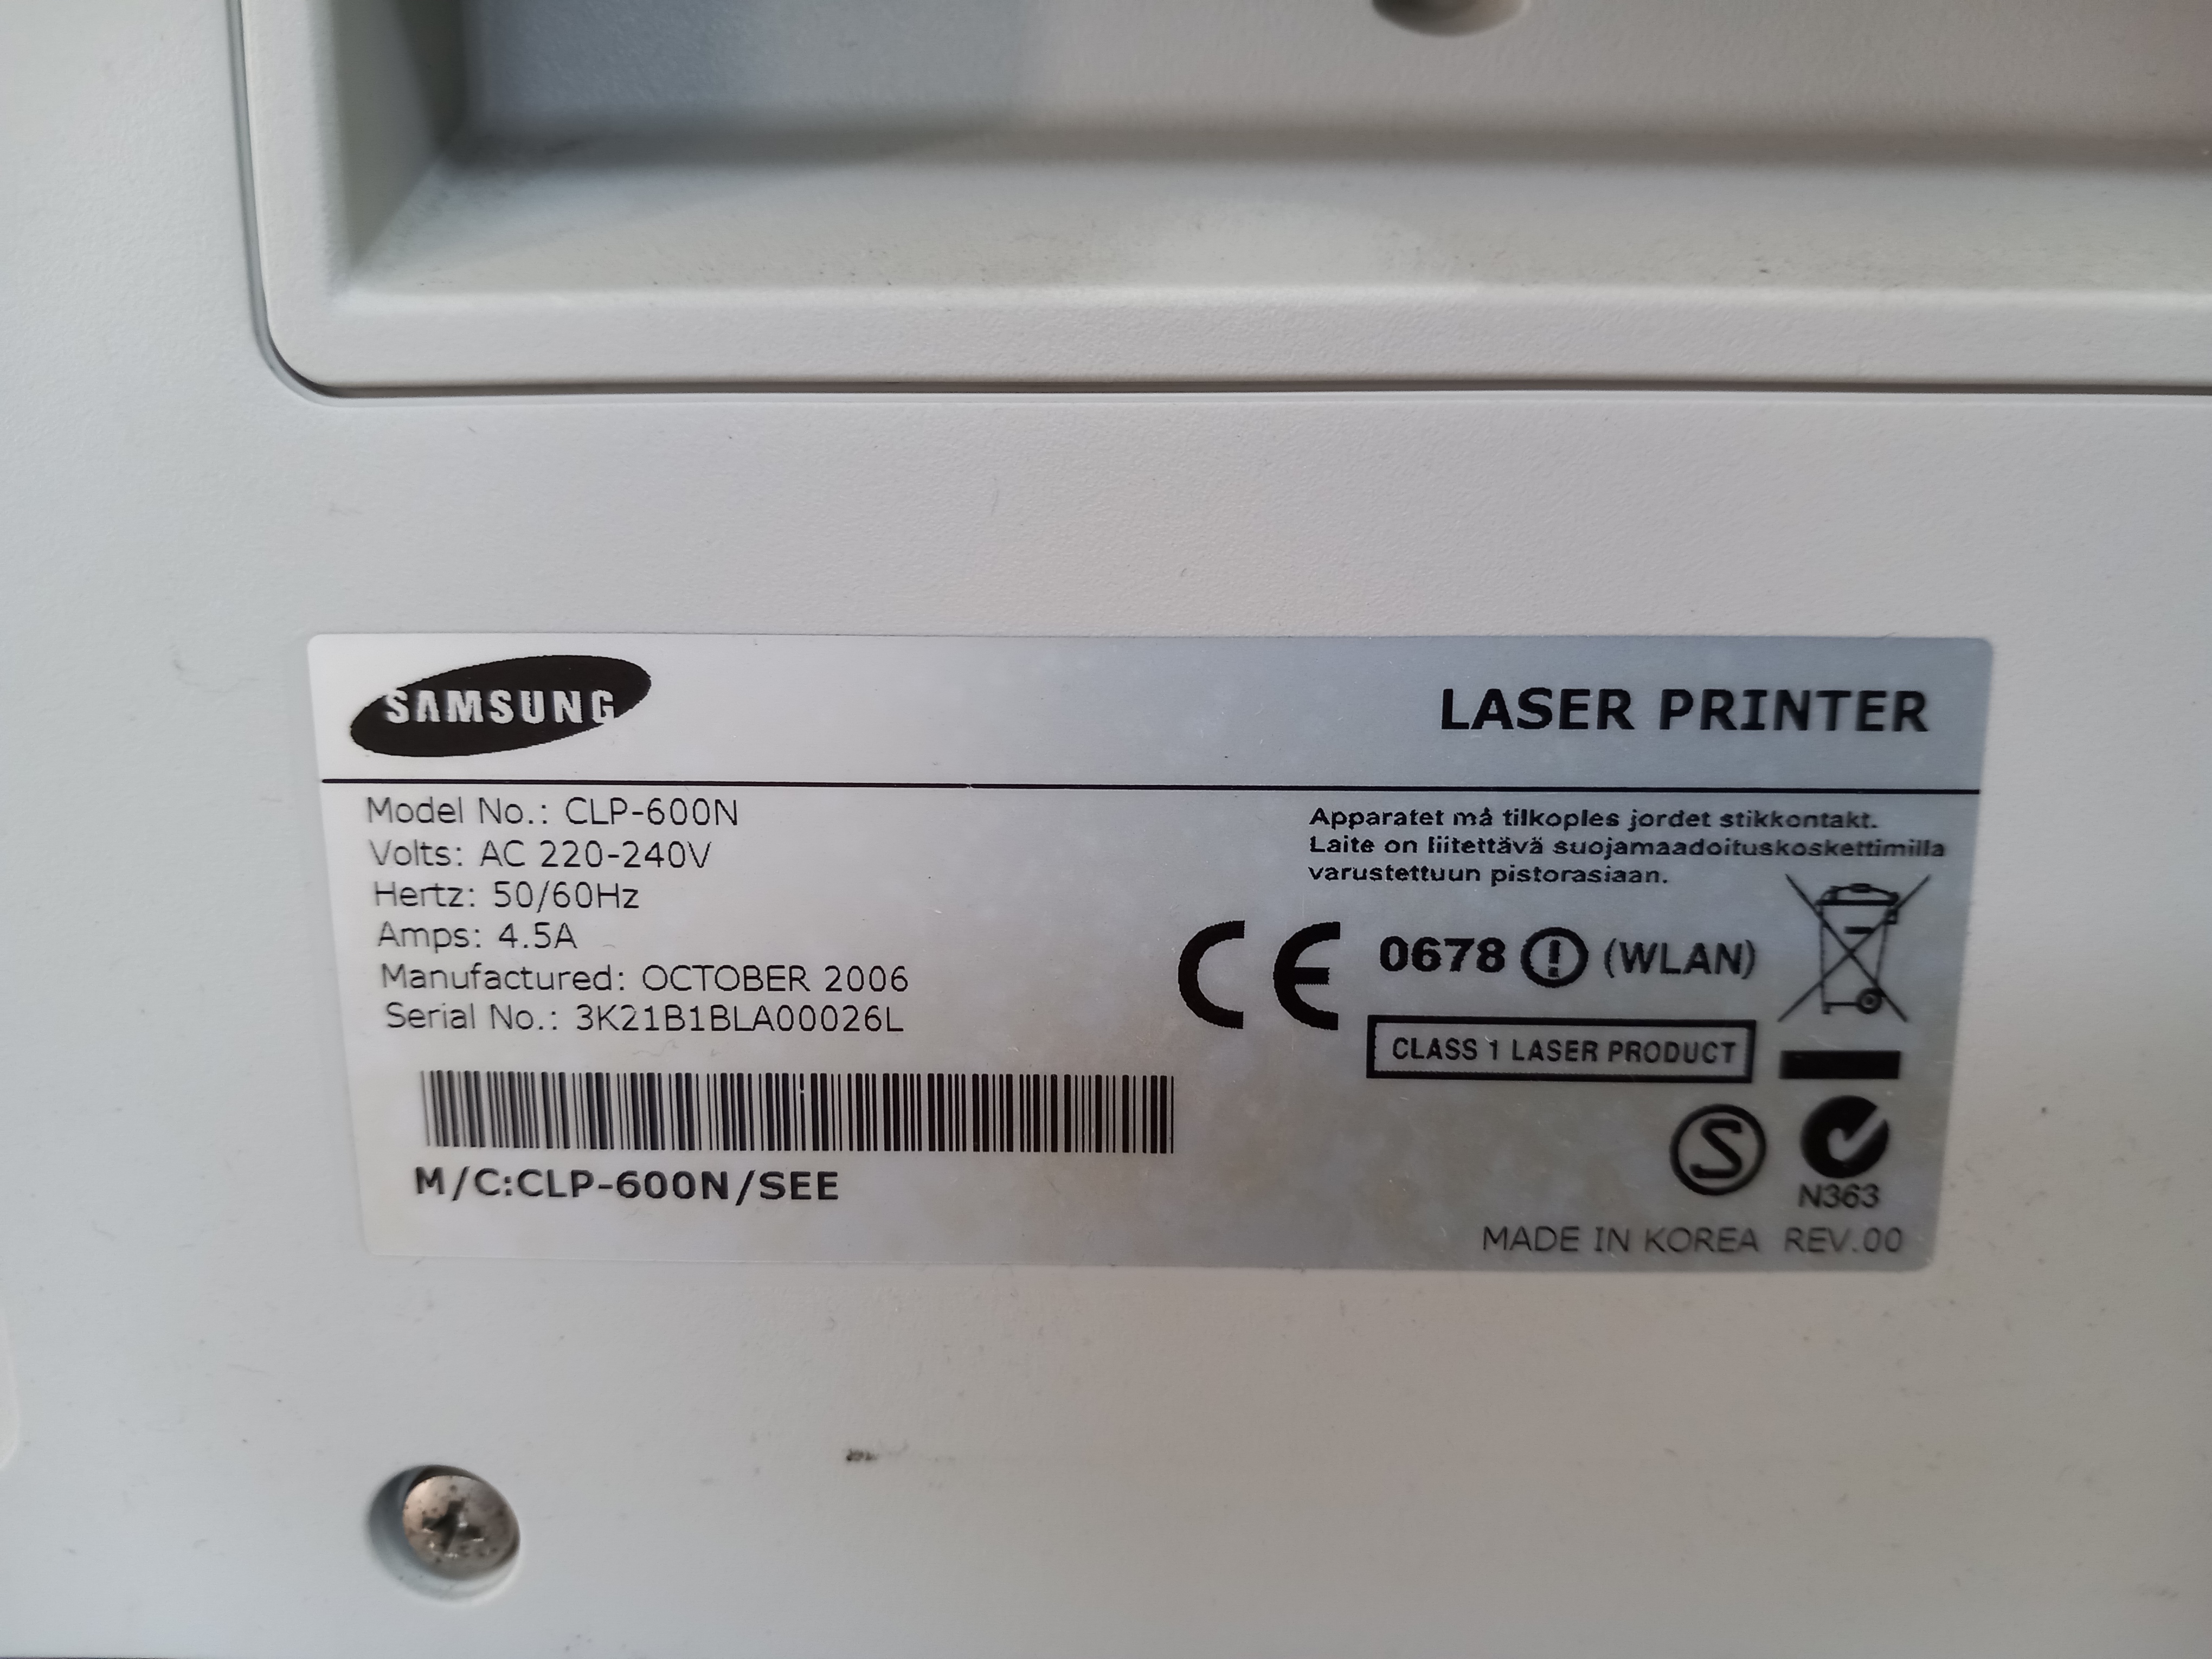 SAMSUNG
LASER PRINTER
Model No.: CLP-600N
Volts: AC 220-240V
Hertz: 50/60Hz
Amps: 4.5A
Manufactured: OCTOBER 2006
Serial No.: 3K21B1BLA00026L
M/C:CLP-600N/SEE
Apparatet må tilkoples jordet stikkontakt.
Laite on liitettävä suojamaadoituskoskettimilla
varustettuun pistorasiaan.
CE 0678 (WLAN)
CLASS 1 LASER PRODUCT
S
N363
MADE IN KOREA REV.00